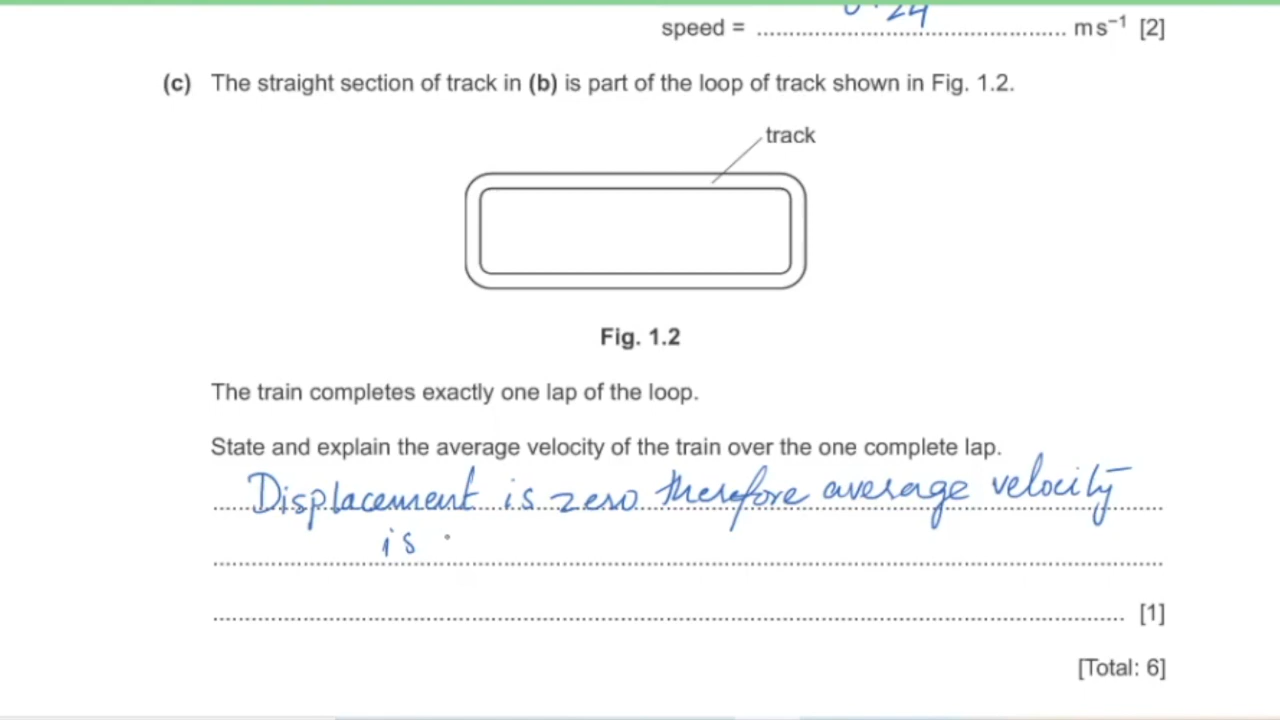 speed = ........................ 0.24 ........................ m s⁻¹ [2]
(c) The straight section of track in (b) is part of the loop of track shown in Fig. 1.2.
track
Fig. 1.2
The train completes exactly one lap of the loop.
State and explain the average velocity of the train over the one complete lap.
Displacement is zero therefore average velocity
is
[1]
[Total: 6]